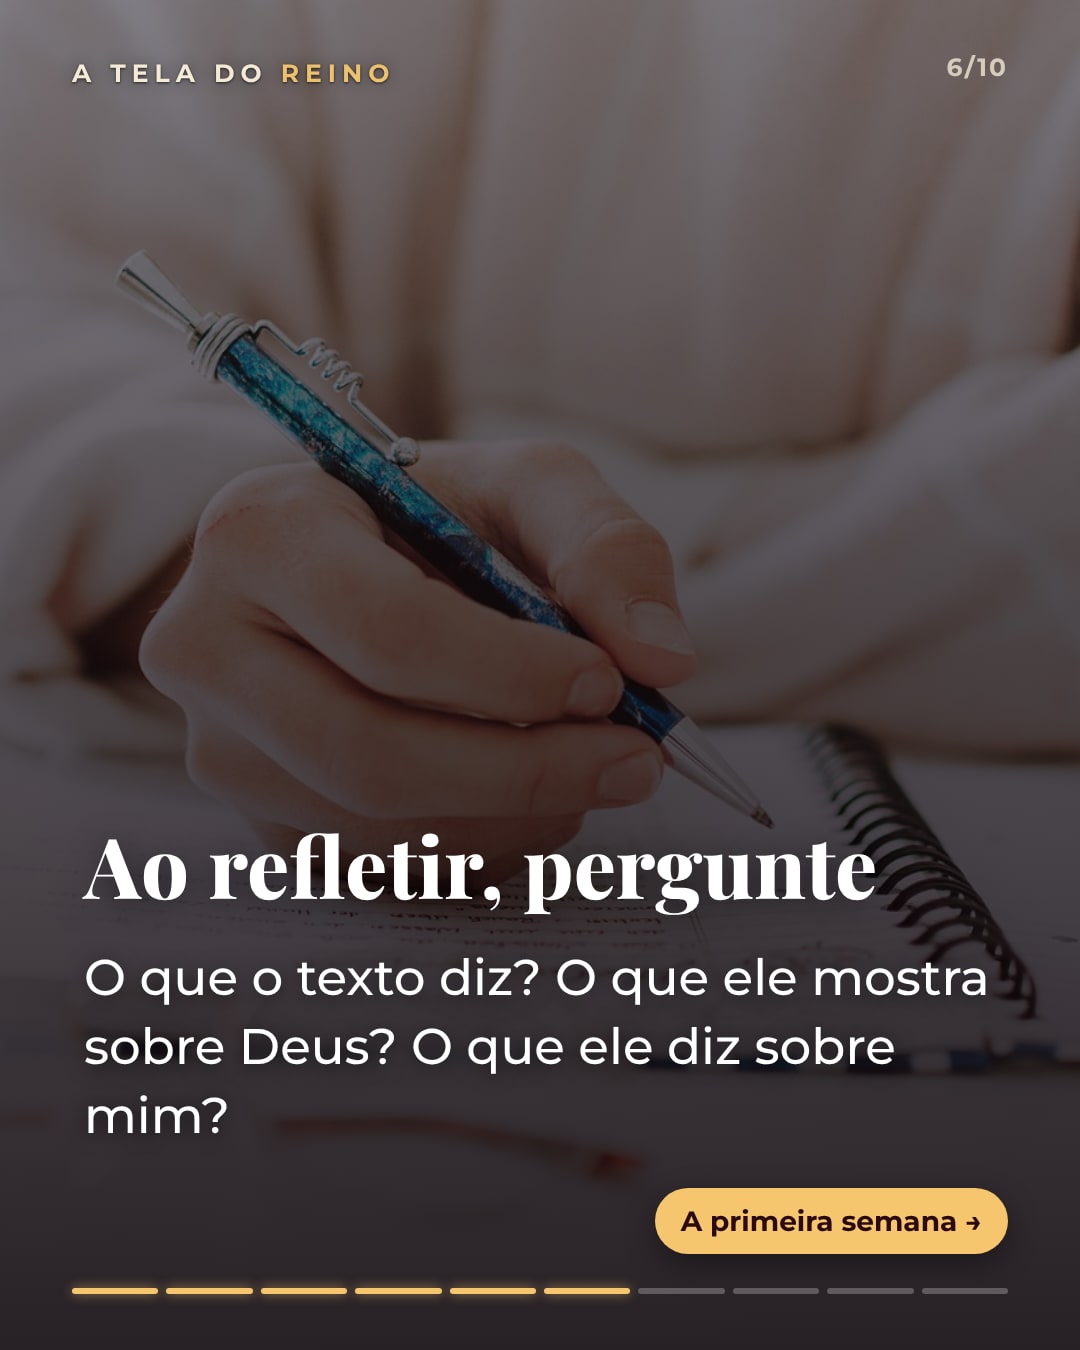 A TELA DO REINO
6/10
Ao refletir, pergunte
O que o texto diz? O que ele mostra
sobre Deus? O que ele diz sobre
mim?
A primeira semana →